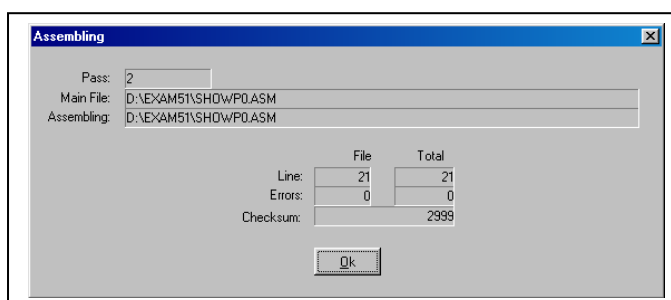 Assembling
Pass: 2
Main File: D:\EXAM51\SHOWP0.ASM
Assembling: D:\EXAM51\SHOWP0.ASM
File Total
Line: 21 21
Errors: 0 0
Checksum: 2999
Ok